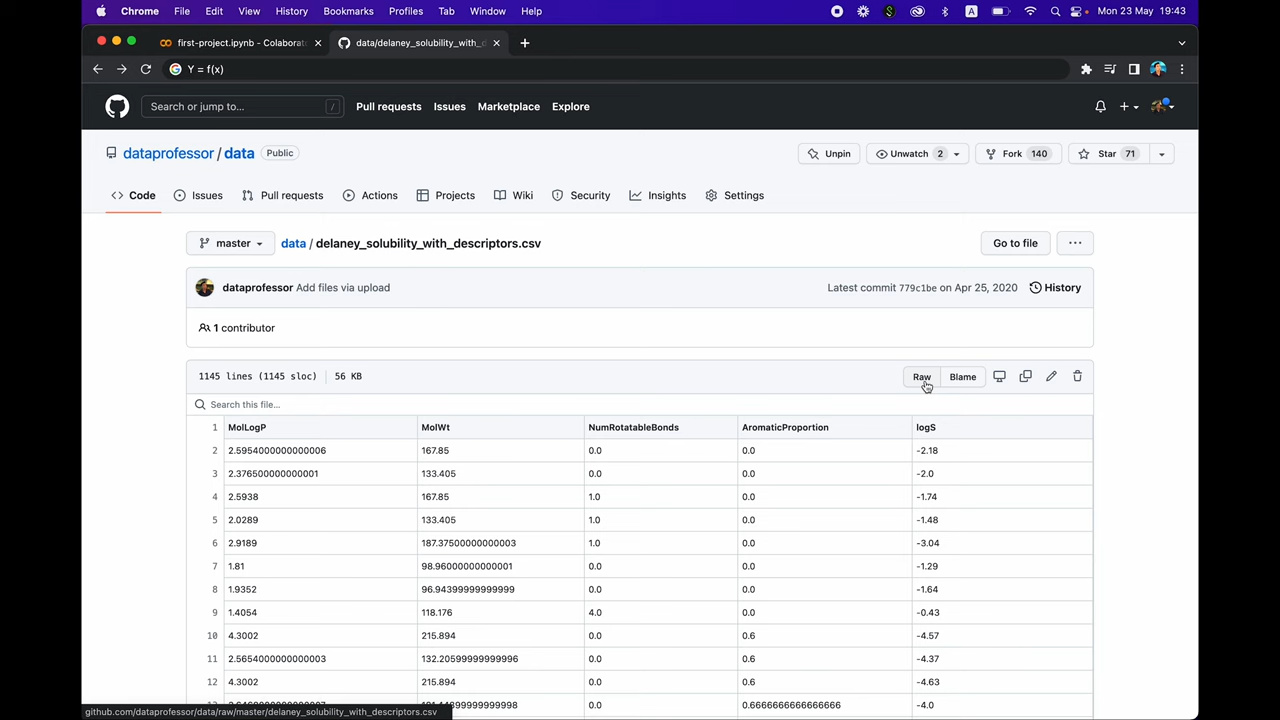 Chrome File Edit View History Bookmarks Profiles Tab Window Help A Mon 23 May 19:43
first-project.ipynb - Colaborat data/delaney_solubility_with_d
Y = f(x)
Search or jump to... / Pull requests Issues Marketplace Explore
dataprofessor / data Public Unpin Unwatch 2 Fork 140 Star 71
<> Code Issues Pull requests Actions Projects Wiki Security Insights Settings
master data / delaney_solubility_with_descriptors.csv Go to file ...
dataprofessor Add files via upload Latest commit 779c1be on Apr 25, 2020 History
1 contributor
1145 lines (1145 sloc) 56 KB Raw Blame
Search this file...
1 MolLogP MolWt NumRotatableBonds AromaticProportion logS
2 2.5954000000000006 167.85 0.0 0.0 -2.18
3 2.376500000000001 133.405 0.0 0.0 -2.0
4 2.5938 167.85 1.0 0.0 -1.74
5 2.0289 133.405 1.0 0.0 -1.48
6 2.9189 187.37500000000003 1.0 0.0 -3.04
7 1.81 98.96000000000001 0.0 0.0 -1.29
8 1.9352 96.94399999999999 0.0 0.0 -1.64
9 1.4054 118.176 4.0 0.0 -0.43
10 4.3002 215.894 0.0 0.6 -4.57
11 2.5654000000000003 132.20599999999996 0.0 0.6 -4.37
12 4.3002 215.894 0.0 0.6 -4.63
0.0 0.6666666666666666 -4.0
github.com/dataprofessor/data/raw/master/delaney_solubility_with_descriptors.csv